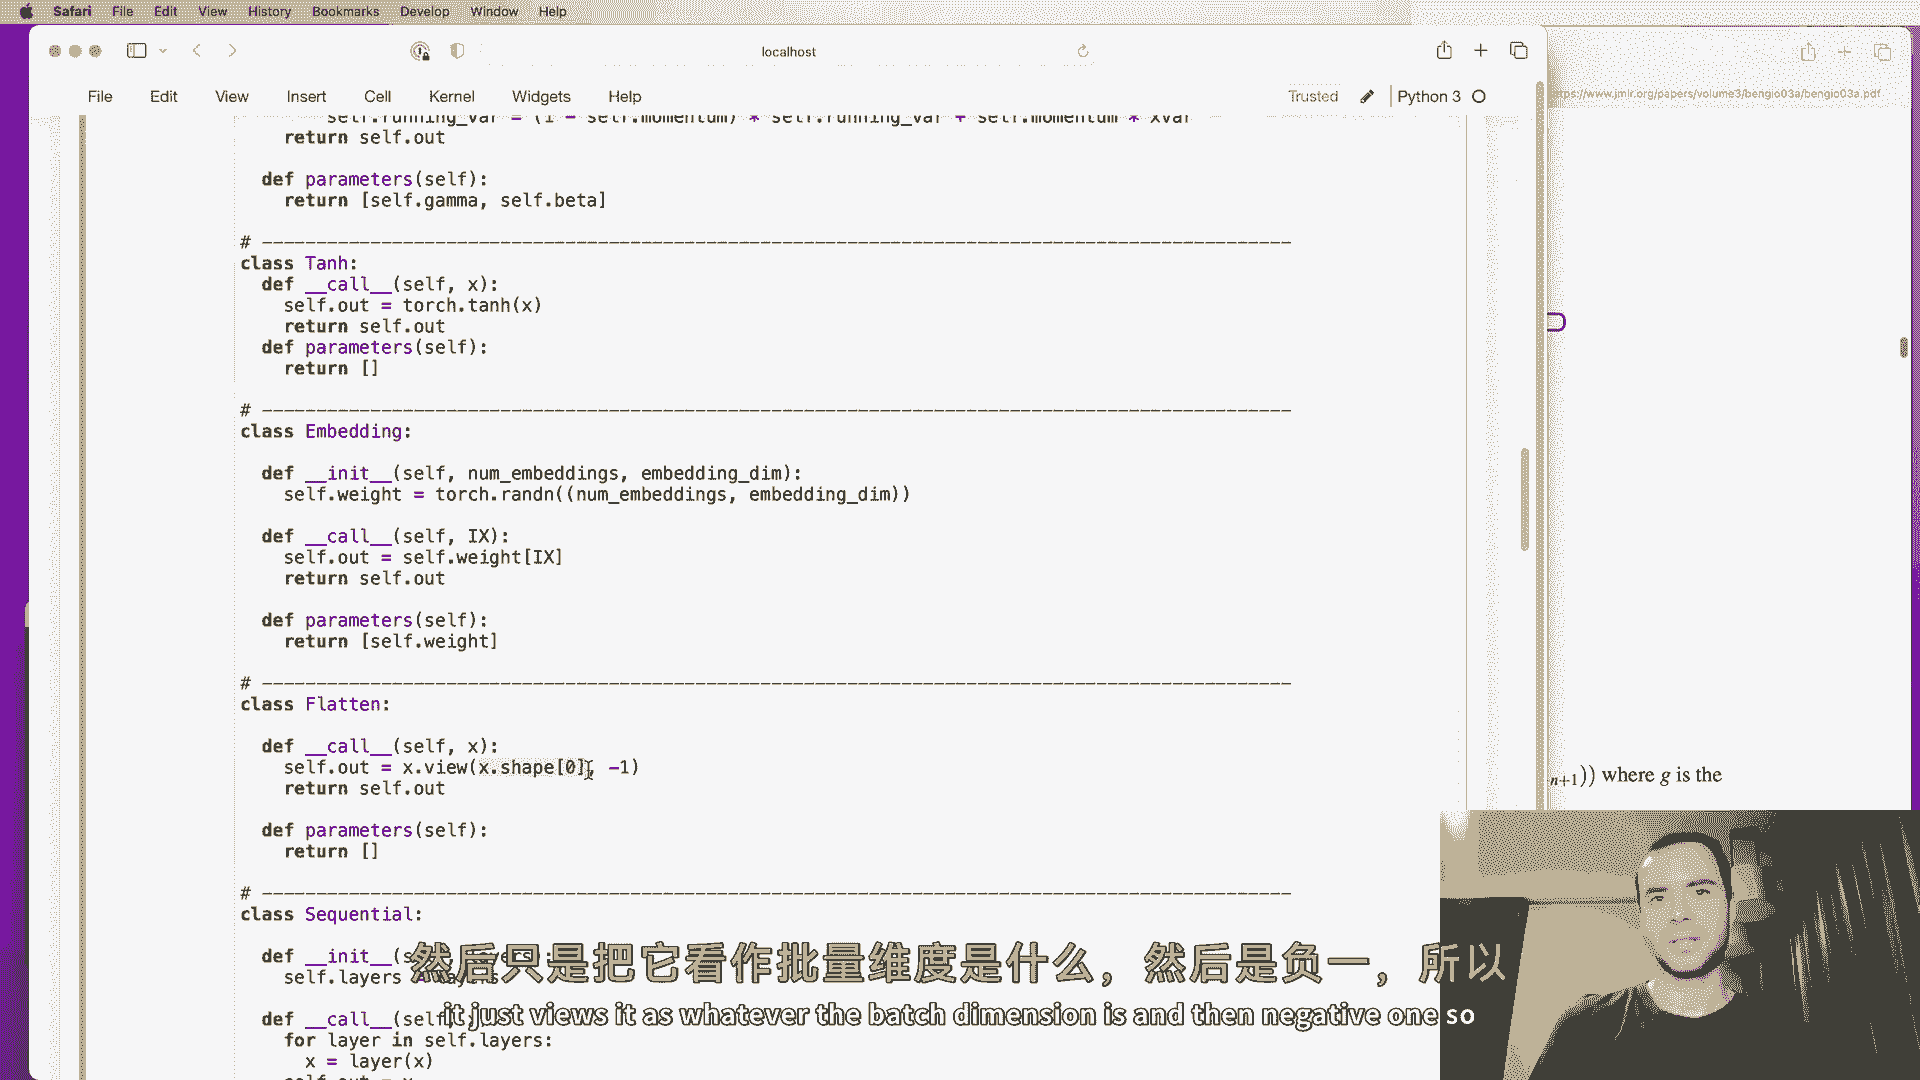 Safari File Edit View History Bookmarks Develop Window Help
localhost
File Edit View Insert Cell Kernel Widgets Help Trusted Python 3
https://www.jmlr.org/papers/volume3/bengio03a/bengio03a.pdf
self.running_var = (1 - self.momentum) * self.running_var + self.momentum * xvar
return self.out
def parameters(self):
return [self.gamma, self.beta]
# ------------------------------------------------------------------------------------------------
class Tanh:
def __call__(self, x):
self.out = torch.tanh(x)
return self.out
def parameters(self):
return []
# ------------------------------------------------------------------------------------------------
class Embedding:
def __init__(self, num_embeddings, embedding_dim):
self.weight = torch.randn((num_embeddings, embedding_dim))
def __call__(self, IX):
self.out = self.weight[IX]
return self.out
def parameters(self):
return [self.weight]
# ------------------------------------------------------------------------------------------------
class Flatten:
def __call__(self, x):
self.out = x.view(x.shape[0], -1)
return self.out
n+1)) where g is the
def parameters(self):
return []
# ------------------------------------------------------------------------------------------------
class Sequential:
def __init__(self, layers):
self.layers = layers
然后只是把它看作批量维度是什么，然后是负一，所以
it just views it as whatever the batch dimension is and then negative one so
def __call__(self
for layer in self.layers:
x = layer(x)
self.out = x